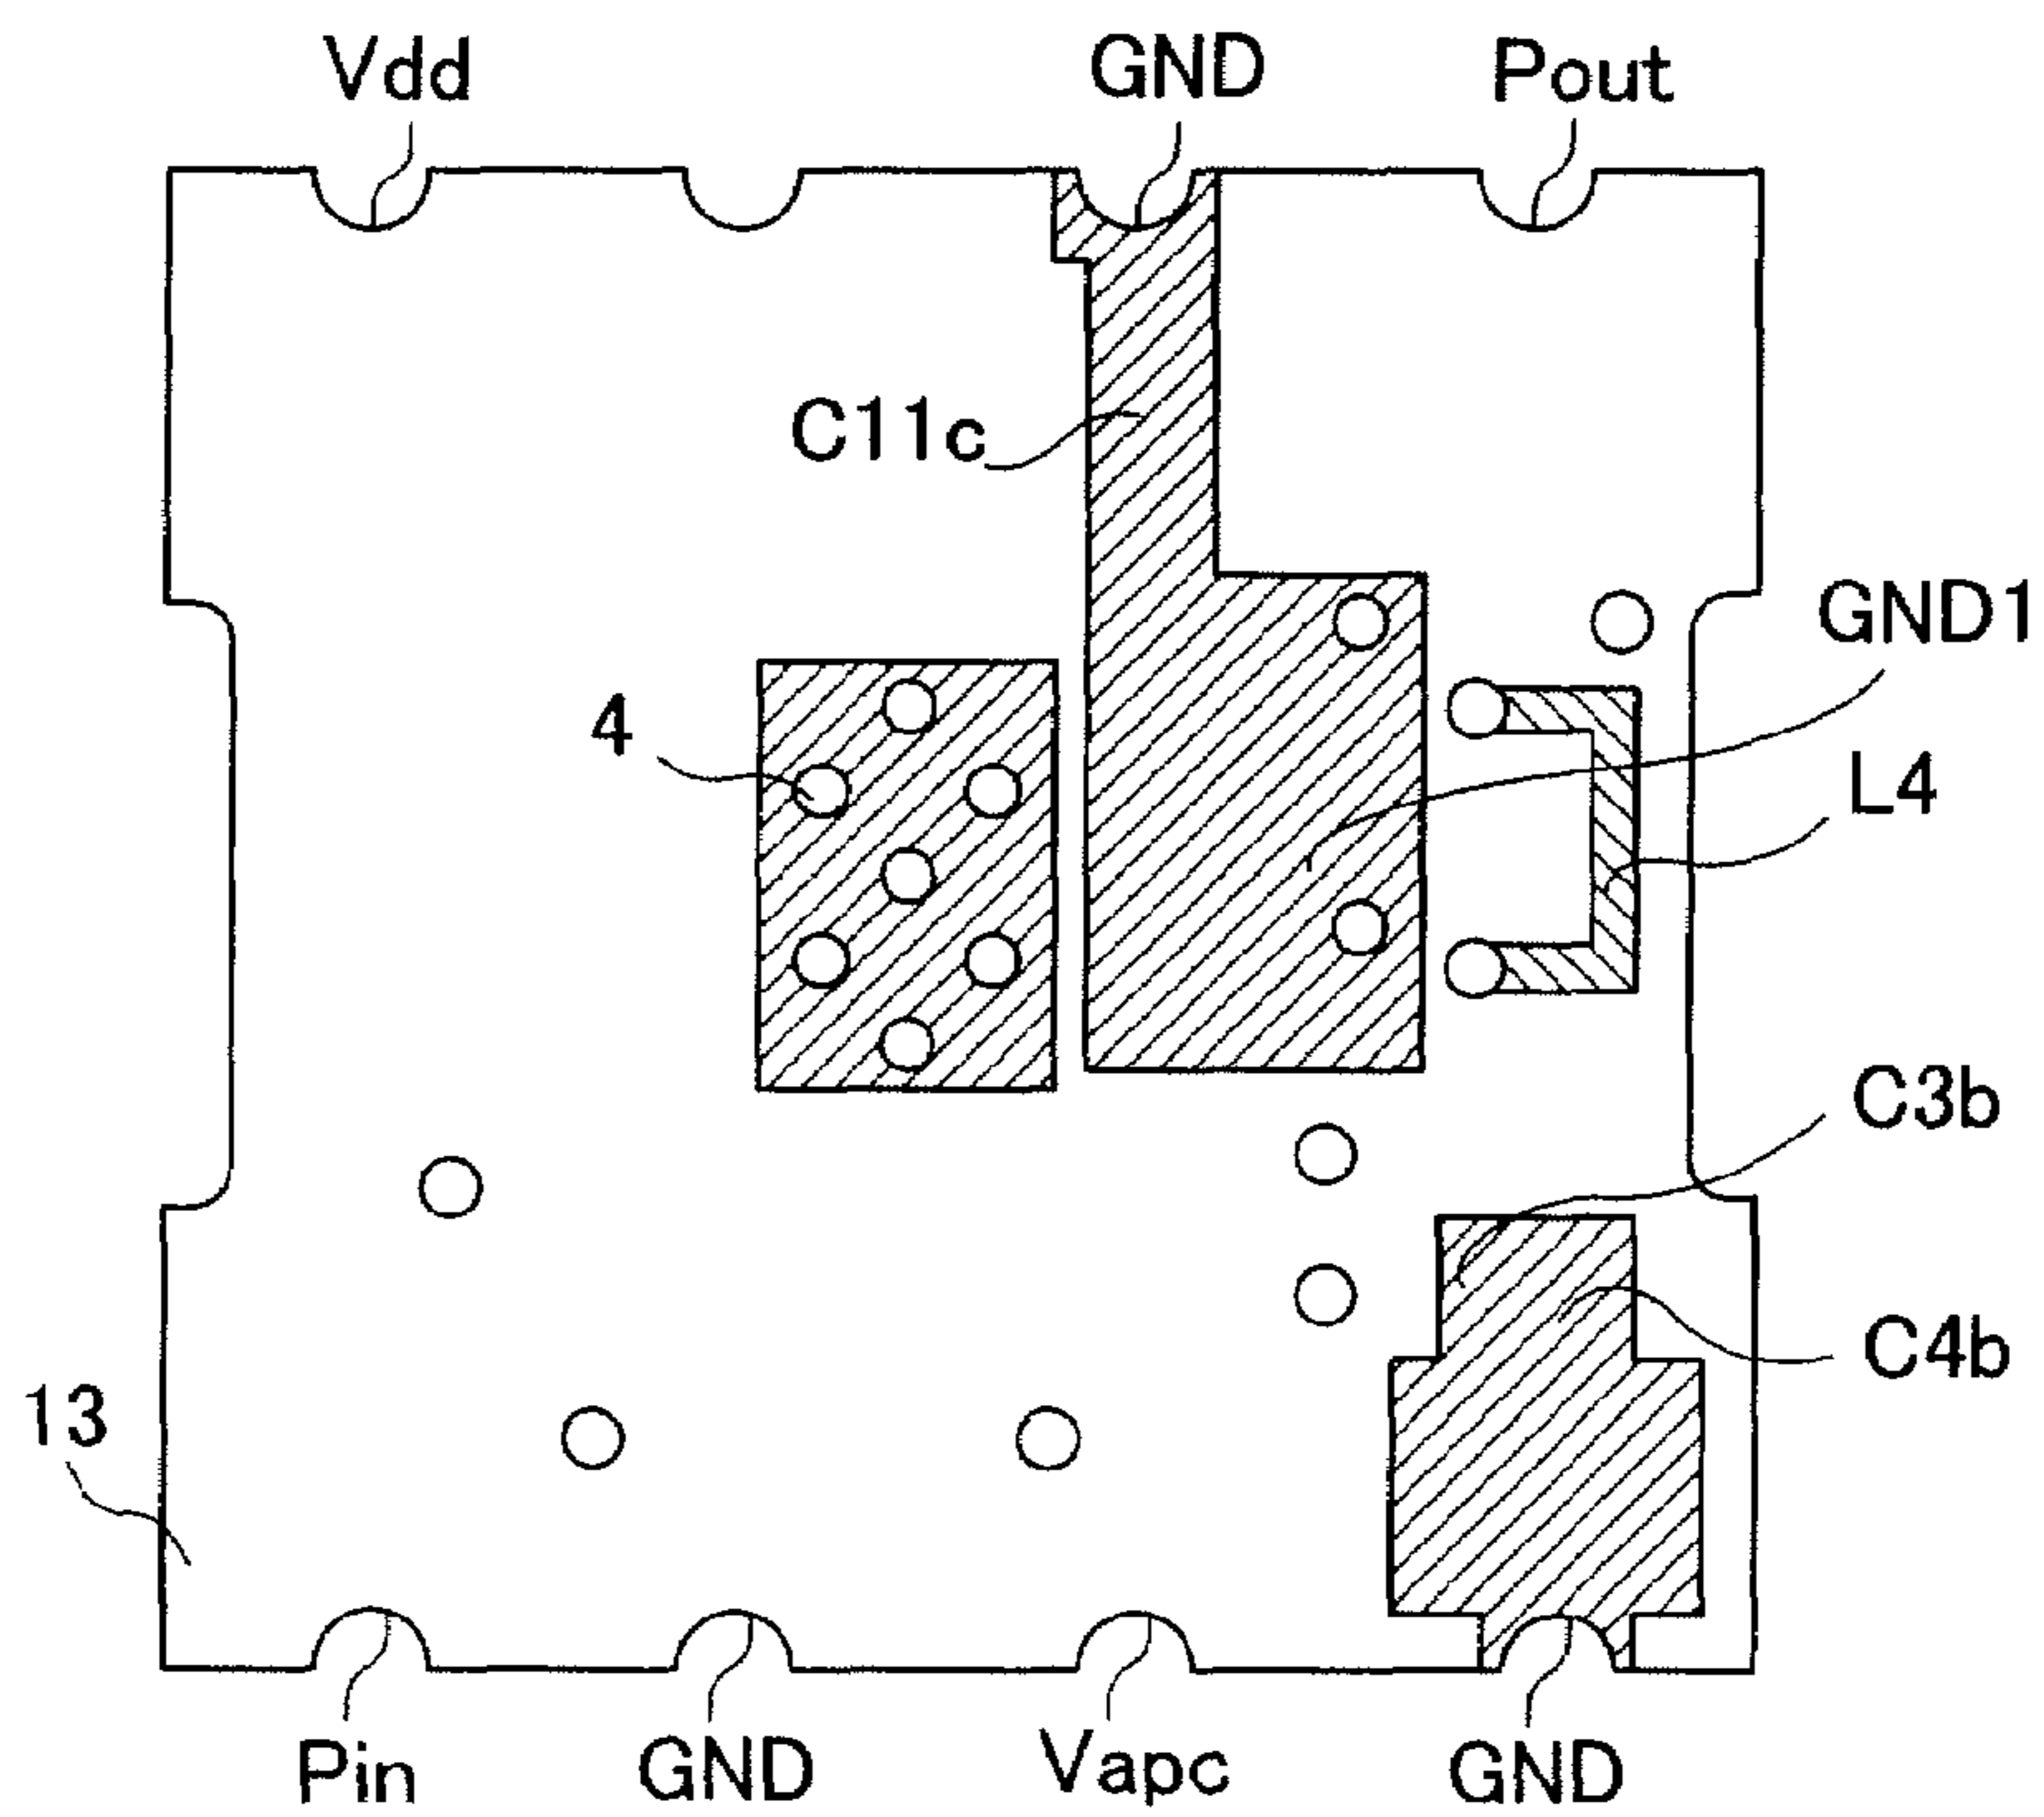 Vdd
GND
Pout
C11c
GND1
4
L4
C3b
C4b
13
Pin
GND
Vapc
GND